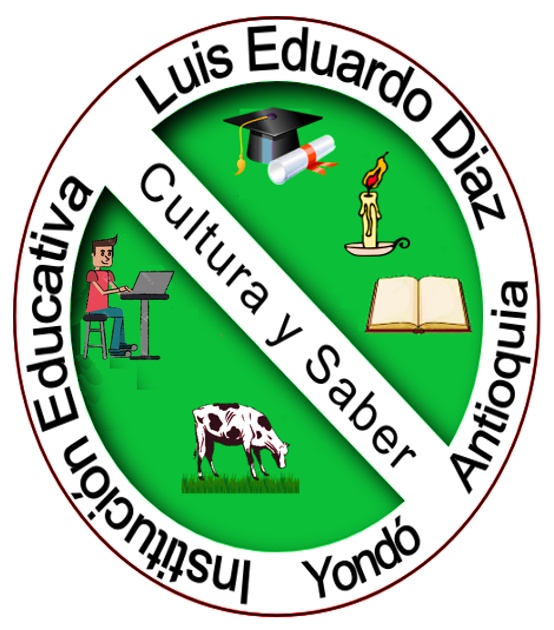 Institución Educativa
Luis Eduardo Diaz
Cultura y Saber
Yondó
Antioquia